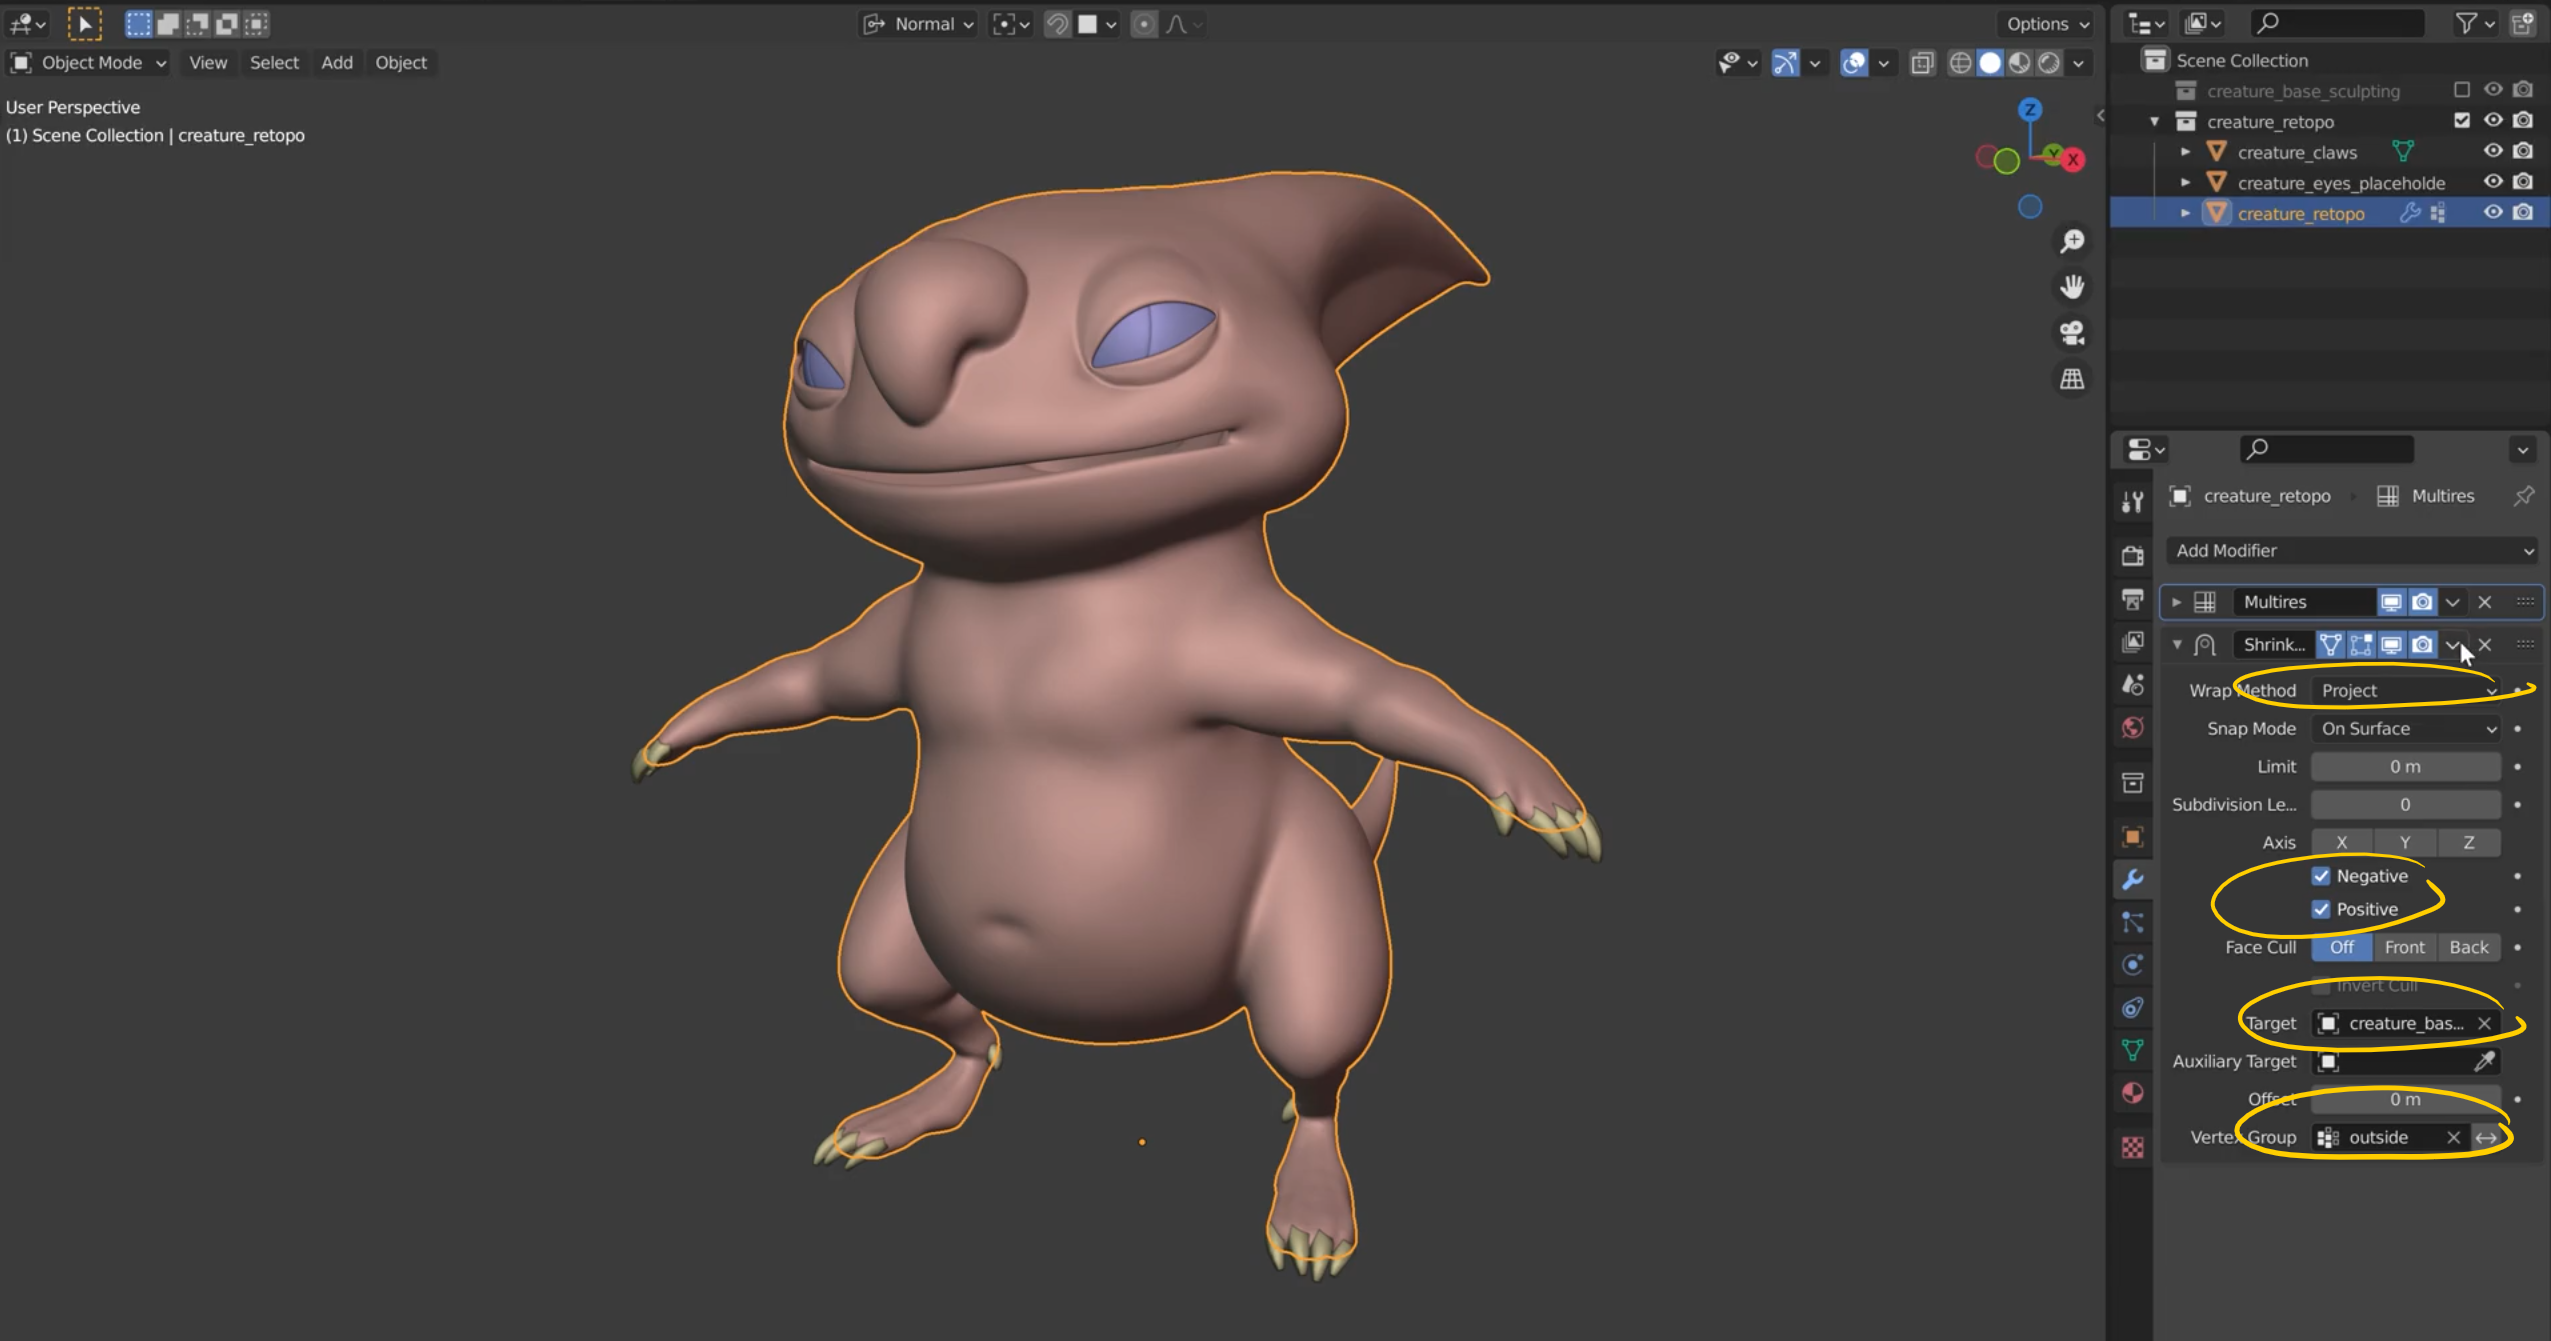 Normal
Options
Object Mode View Select Add Object
User Perspective
(1) Scene Collection | creature_retopo
Z
Y
X
Scene Collection
creature_base_sculpting
creature_retopo
creature_claws
creature_eyes_placeholde
creature_retopo
creature_retopo Multires
Add Modifier
Multires
Shrink...
Wrap Method Project
Snap Mode On Surface
Limit 0 m
Subdivision Le... 0
Axis X Y Z
Negative
Positive
Face Cull Off Front Back
Invert Cull
Target creature_bas...
Auxiliary Target
Offset 0 m
Vertex Group outside